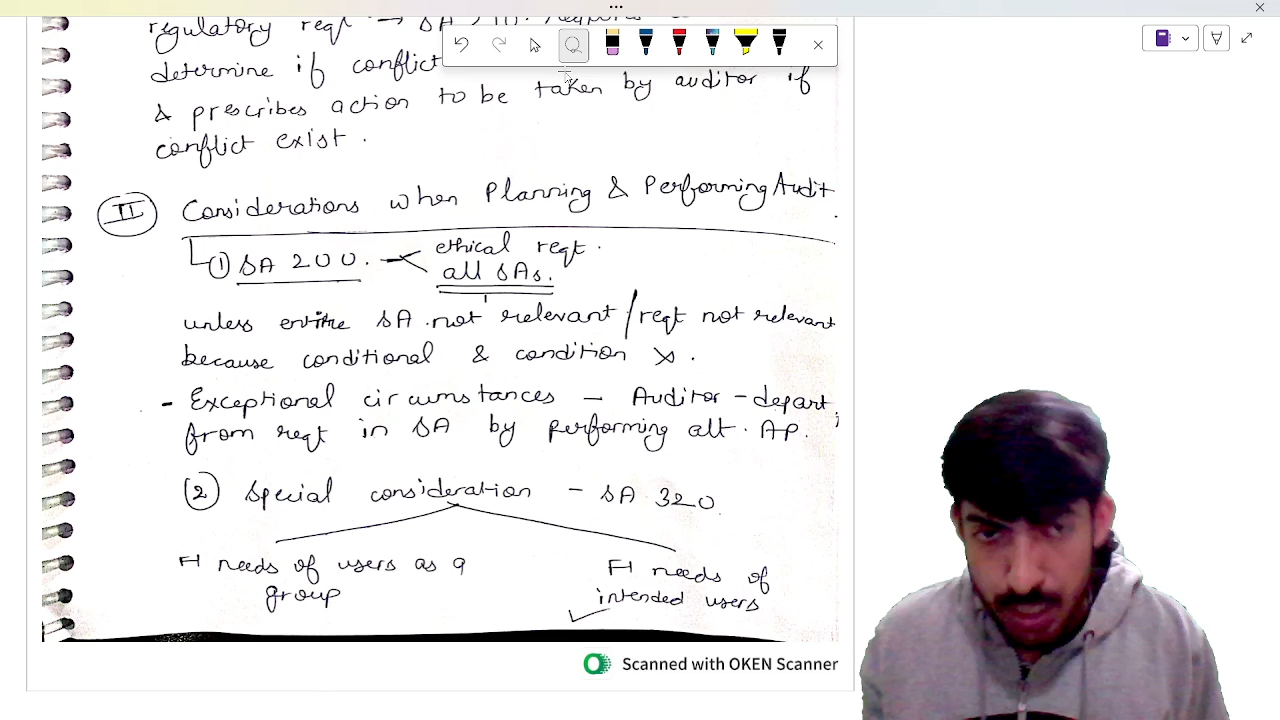 regulatory reqt → SA
determine if conflict
& prescribes action to be taken by auditor if
conflict exist.
II Considerations when Planning & Performing Audit.
① SA 200. ethical reqt.
all SAs.
unless entire SA not relevant / reqt not relevant
because conditional & condition x.
- Exceptional circumstances - Auditor - depart
from reqt in SA by performing alt. AP.
② Special consideration - SA 320
FI needs of users as a
group
FI needs of
intended users
Scanned with OKEN Scanner